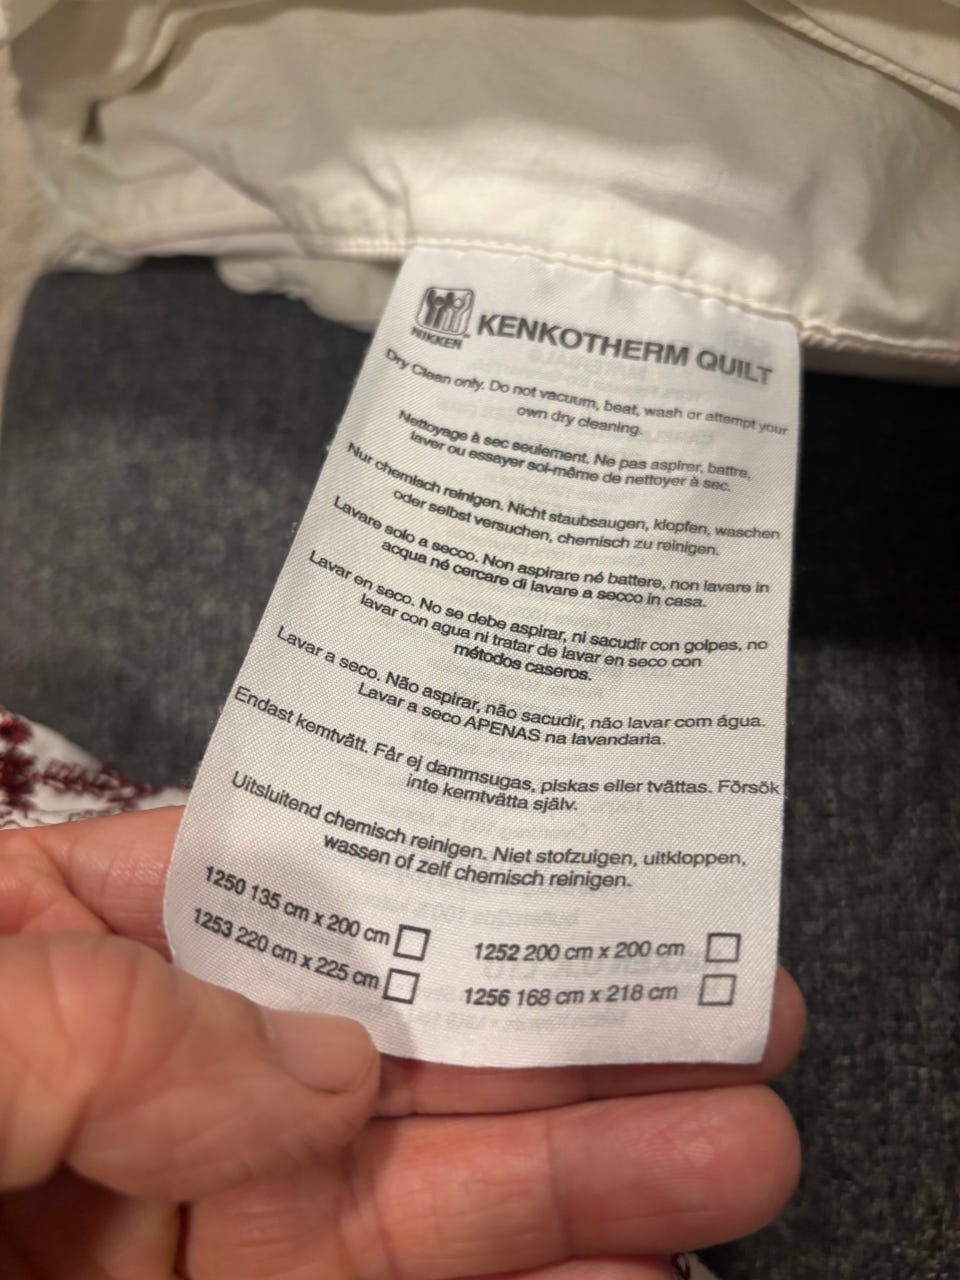 NIKKEN™
KENKOTHERM QUILT
Dry Clean only. Do not vacuum, beat, wash or attempt your
own dry cleaning.
Nettoyage à sec seulement. Ne pas aspirer, battre,
laver ou essayer soi-même de nettoyer à sec.
Nur chemisch reinigen. Nicht staubsaugen, klopfen, waschen
oder selbst versuchen, chemisch zu reinigen.
Lavare solo a secco. Non aspirare né battere, non lavare in
acqua né cercare di lavare a secco in casa.
Lavar en seco. No se debe aspirar, ni sacudir con golpes, no
lavar con agua ni tratar de lavar en seco con
métodos caseros.
Lavar a seco. Não aspirar, não sacudir, não lavar com água.
Lavar a seco APENAS na lavandaria.
Endast kemtvätt. Får ej dammsugas, piskas eller tvättas. Försök
inte kemtvätta själv.
Uitsluitend chemisch reinigen. Niet stofzuigen, uitkloppen,
wassen of zelf chemisch reinigen.
1250 135 cm x 200 cm
1252 200 cm x 200 cm
1253 220 cm x 225 cm
1256 168 cm x 218 cm